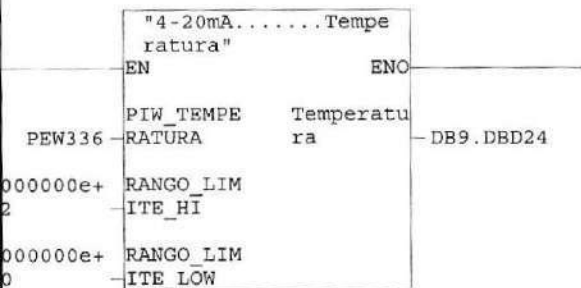 "4-20mA.......Tempe
ratura"
EN ENO
PIW_TEMPE Temperatu
PEW336 RATURA ra DB9.DBD24
000000e+ RANGO_LIM
2 ITE_HI
000000e+ RANGO_LIM
0 ITE_LOW